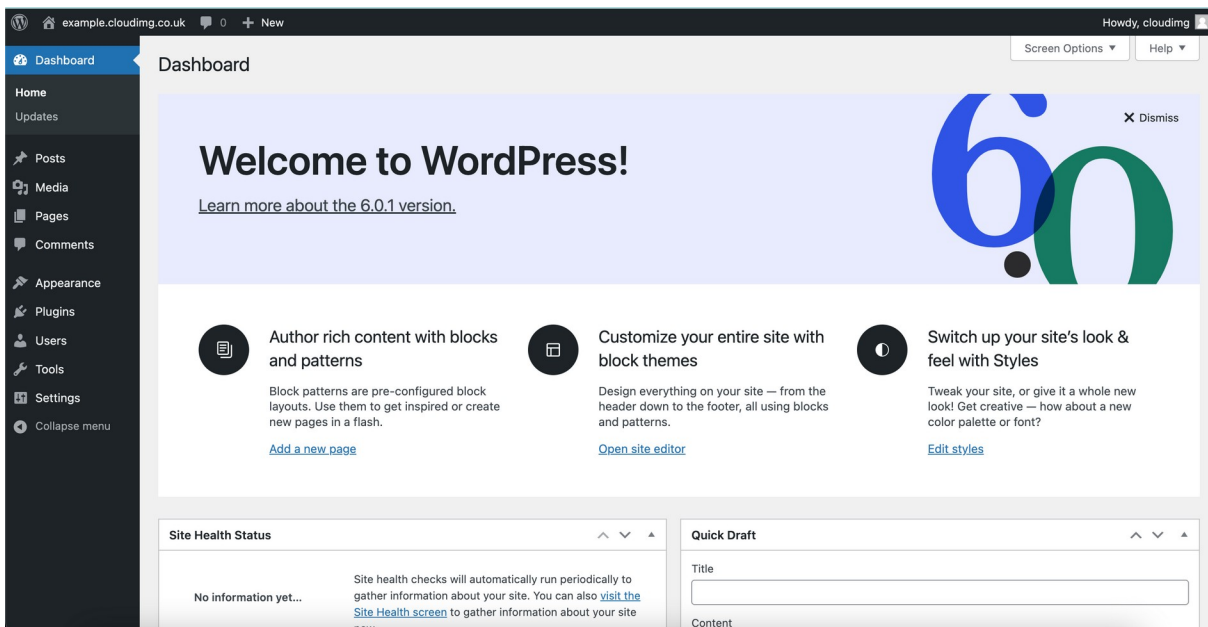 example.cloudimg.co.uk 0 New
Howdy, cloudimg
Dashboard
Home
Updates
Posts
Media
Pages
Comments
Appearance
Plugins
Users
Tools
Settings
Collapse menu
Screen Options
Help
Dashboard
Dismiss
Welcome to WordPress!
Learn more about the 6.0.1 version.
6.0
Author rich content with blocks
and patterns
Block patterns are pre-configured block
layouts. Use them to get inspired or create
new pages in a flash.
Add a new page
Customize your entire site with
block themes
Design everything on your site — from the
header down to the footer, all using blocks
and patterns.
Open site editor
Switch up your site's look &
feel with Styles
Tweak your site, or give it a whole new
look! Get creative — how about a new
color palette or font?
Edit styles
Site Health Status
No information yet...
Site health checks will automatically run periodically to
gather information about your site. You can also visit the
Site Health screen to gather information about your site
Quick Draft
Title
Content